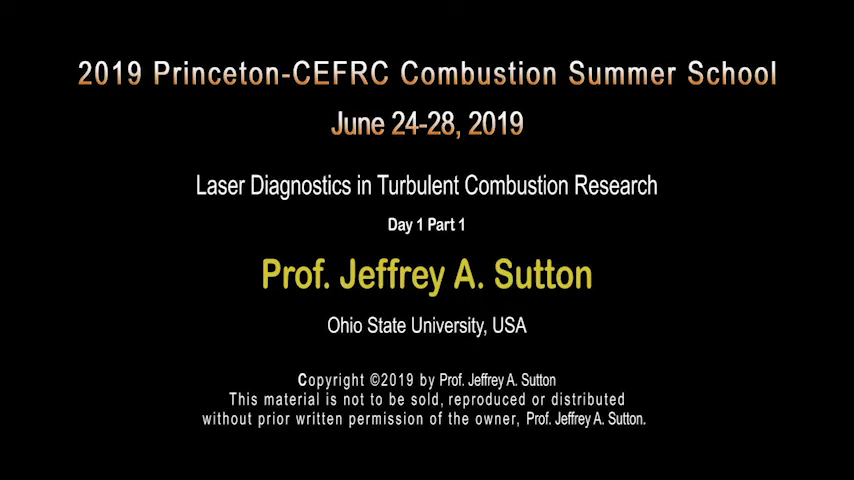 2019 Princeton-CEFRC Combustion Summer School
June 24-28, 2019
Laser Diagnostics in Turbulent Combustion Research
Day 1 Part 1
Prof. Jeffrey A. Sutton
Ohio State University, USA
Copyright ©2019 by Prof. Jeffrey A. Sutton
This material is not to be sold, reproduced or distributed
without prior written permission of the owner, Prof. Jeffrey A. Sutton.